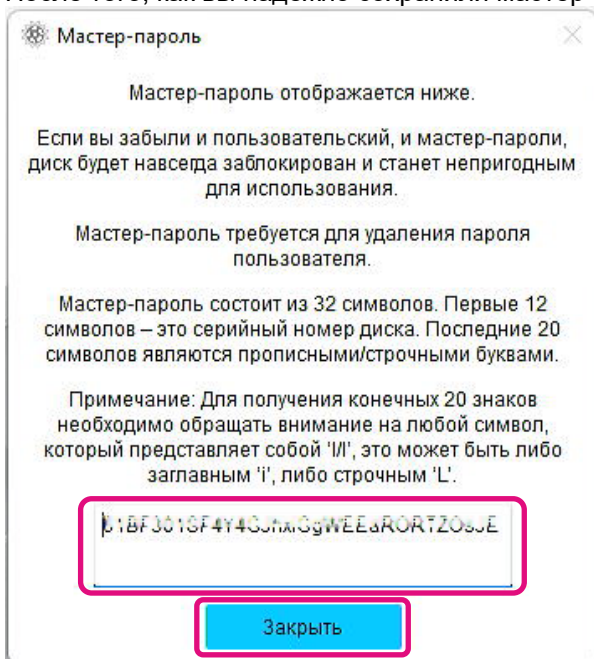 Мастер-пароль
Мастер-пароль отображается ниже.
Если вы забыли и пользовательский, и мастер-пароли,
диск будет навсегда заблокирован и станет непригодным
для использования.
Мастер-пароль требуется для удаления пароля
пользователя.
Мастер-пароль состоит из 32 символов. Первые 12
символов – это серийный номер диска. Последние 20
символов являются прописными/строчными буквами.
Примечание: Для получения конечных 20 знаков
необходимо обращать внимание на любой символ,
который представляет собой 'I/l', это может быть либо
заглавным 'i', либо строчным 'L'.
Закрыть